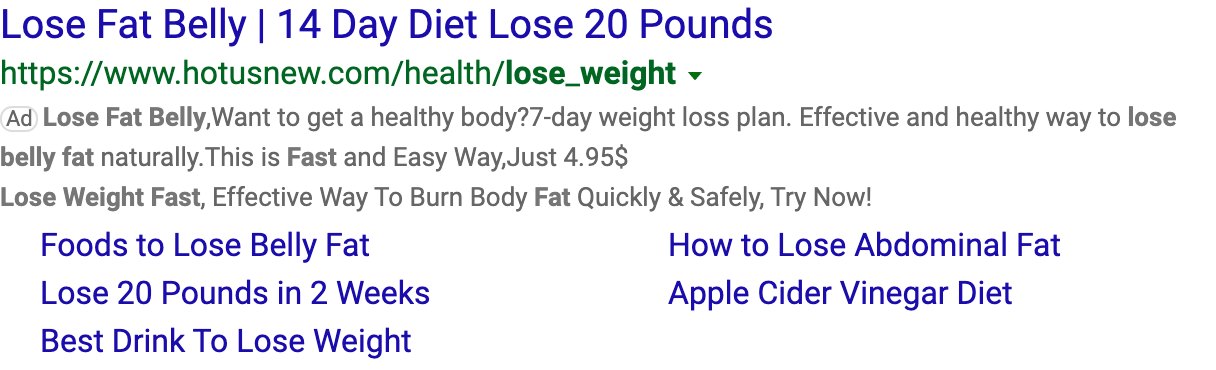 Lose Fat Belly | 14 Day Diet Lose 20 Pounds
https://www.hotusnew.com/health/lose_weight
Ad Lose Fat Belly,Want to get a healthy body?7-day weight loss plan. Effective and healthy way to lose
belly fat naturally.This is Fast and Easy Way,Just 4.95$
Lose Weight Fast, Effective Way To Burn Body Fat Quickly & Safely, Try Now!
Foods to Lose Belly Fat
How to Lose Abdominal Fat
Lose 20 Pounds in 2 Weeks
Apple Cider Vinegar Diet
Best Drink To Lose Weight